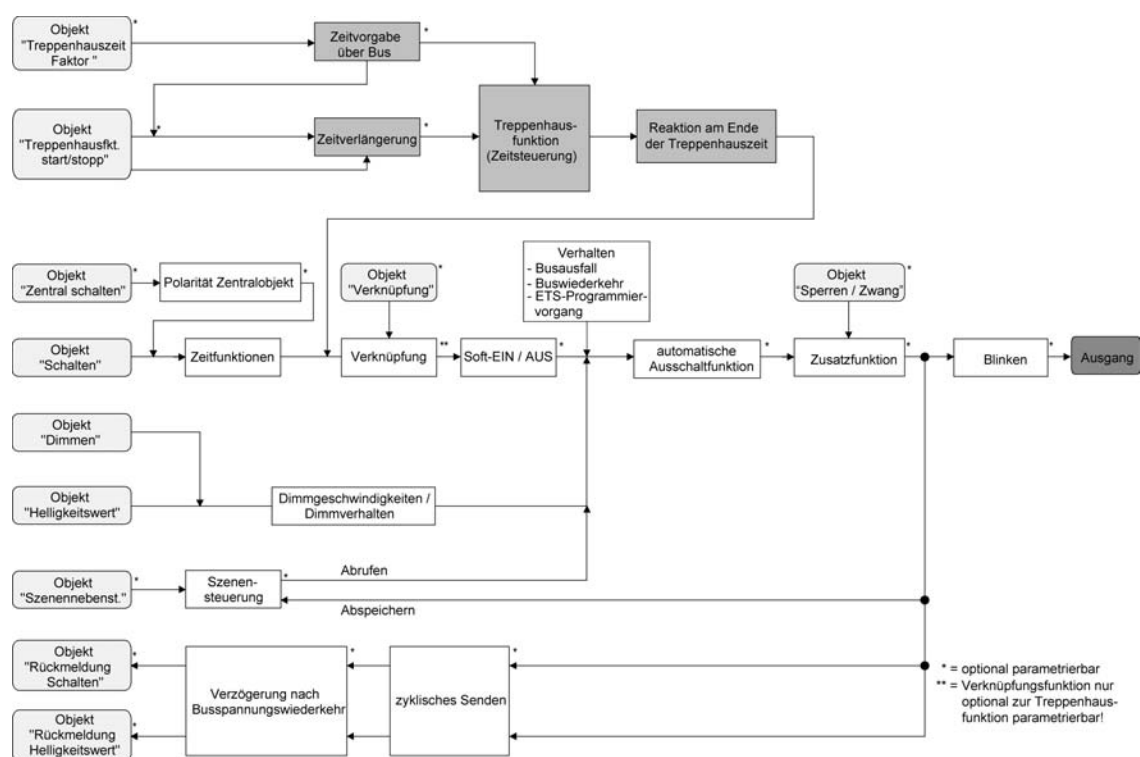 Objekt
"Treppenhauszeit
Faktor "
*
Zeitvorgabe
über Bus
*
Objekt
"Treppenhausfkt.
start/stopp"
*
Zeitverlängerung
*
Treppenhaus-
funktion
(Zeitsteuerung)
Reaktion am Ende
der Treppenhauszeit
Objekt
"Zentral schalten"
*
Polarität Zentralobjekt
*
Objekt
"Verknüpfung"
*
Verhalten
- Busausfall
- Buswiederkehr
- ETS-Programmier-
vorgang
Objekt
"Sperren / Zwang"
*
Objekt
"Schalten"
Zeitfunktionen
Verknüpfung
**
Soft-EIN / AUS
*
automatische
Ausschaltfunktion
*
Zusatzfunktion
*
Blinken
*
Ausgang
Objekt
"Dimmen"
Objekt
"Helligkeitswert"
Dimmgeschwindigkeiten /
Dimmverhalten
Objekt
"Szenennebenst."
*
Szenen-
steuerung
*
Abrufen
Abspeichern
Objekt
"Rückmeldung
Schalten"
*
Verzögerung nach
Busspannungswiederkehr
*
zyklisches Senden
*
Objekt
"Rückmeldung
Helligkeitswert"
*
* = optional parametrierbar
** = Verknüpfungsfunktion nur
optional zur Treppenhaus-
funktion parametrierbar!